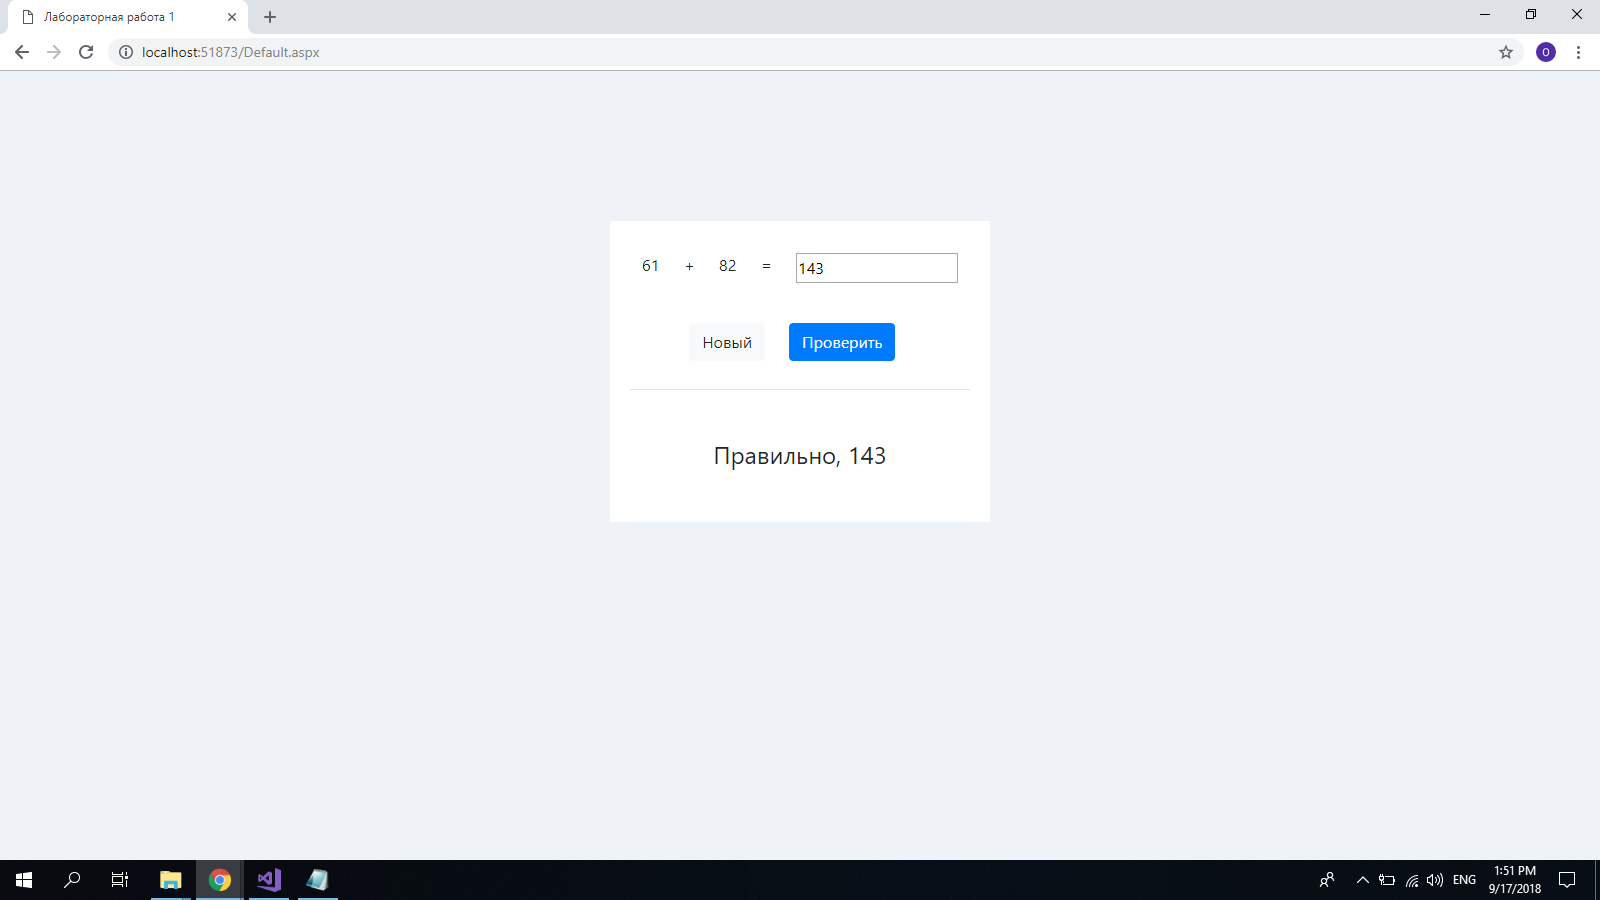 Лабораторная работа 1
localhost:51873/Default.aspx
O
61 + 82 = 143
Новый Проверить
Правильно, 143
ENG
1:51 PM
9/17/2018